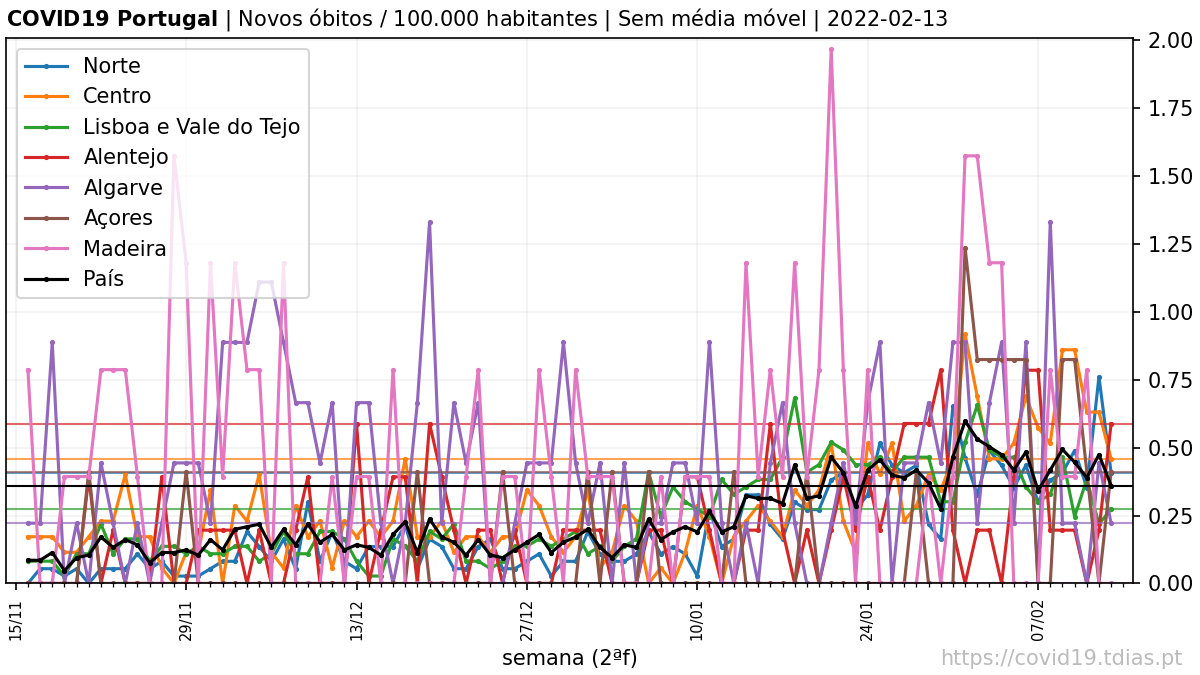 COVID19 Portugal | Novos óbitos / 100.000 habitantes | Sem média móvel | 2022-02-13
Norte
Centro
Lisboa e Vale do Tejo
Alentejo
Algarve
Açores
Madeira
País
2.00
1.75
1.50
1.25
1.00
0.75
0.50
0.25
0.00
15/11
29/11
13/12
27/12
10/01
24/01
07/02
semana (2ªf)
https://covid19.tdias.pt